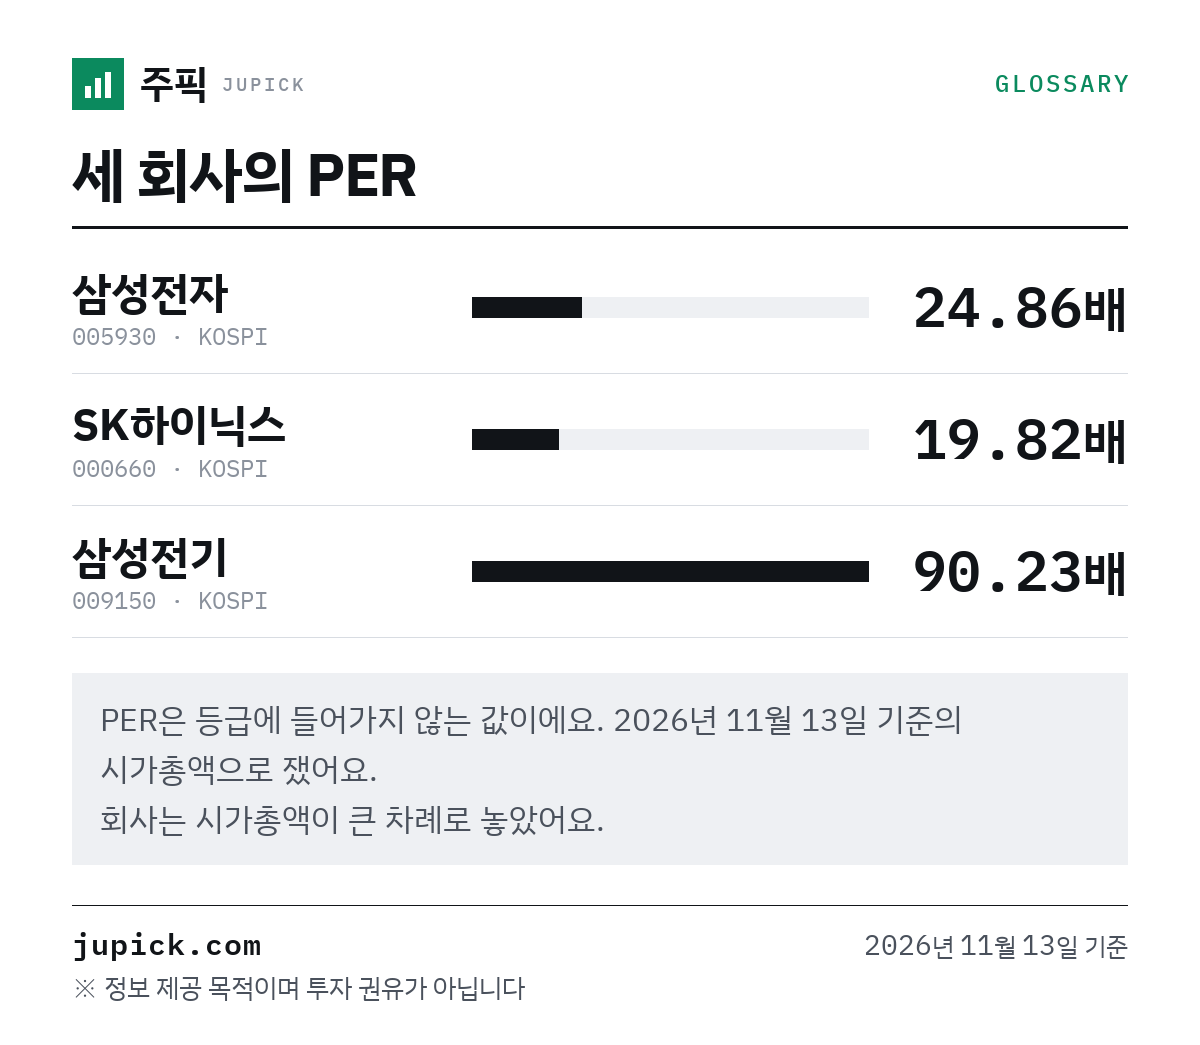 주픽 JUPICK
GLOSSARY
세 회사의 PER
삼성전자
005930 · KOSPI
24.86배
SK하이닉스
000660 · KOSPI
19.82배
삼성전기
009150 · KOSPI
90.23배
PER은 등급에 들어가지 않는 값이에요. 2026년 11월 13일 기준의
시가총액으로 쟀어요.
회사는 시가총액이 큰 차례로 놓았어요.
jupick.com
2026년 11월 13일 기준
※ 정보 제공 목적이며 투자 권유가 아닙니다